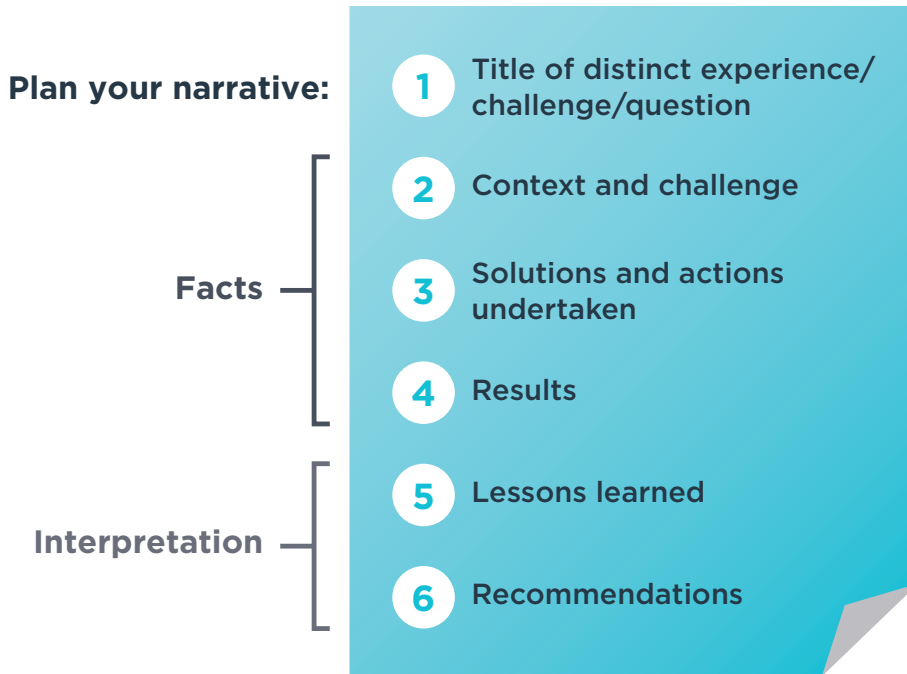 Plan your narrative:
1
Title of distinct experience/
challenge/question
2
Context and challenge
Facts
3
Solutions and actions
undertaken
4
Results
5
Lessons learned
Interpretation
6
Recommendations